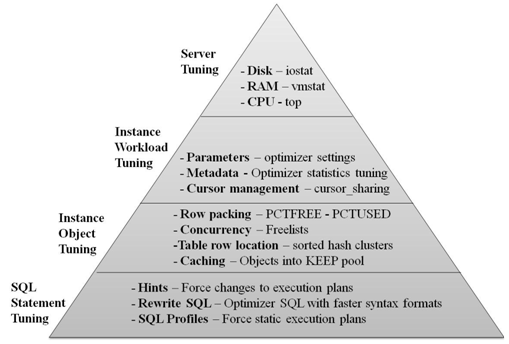 Server
Tuning
- Disk – iostat
- RAM – vmstat
- CPU - top
Instance
Workload
Tuning
- Parameters – optimizer settings
- Metadata - Optimizer statistics tuning
- Cursor management – cursor_sharing
Instance
Object
Tuning
- Row packing – PCTFREE - PCTUSED
- Concurrency – Freelists
-Table row location – sorted hash clusters
- Caching – Objects into KEEP pool
SQL
Statement
Tuning
- Hints – Force changes to execution plans
- Rewrite SQL – Optimizer SQL with faster syntax formats
- SQL Profiles – Force static execution plans